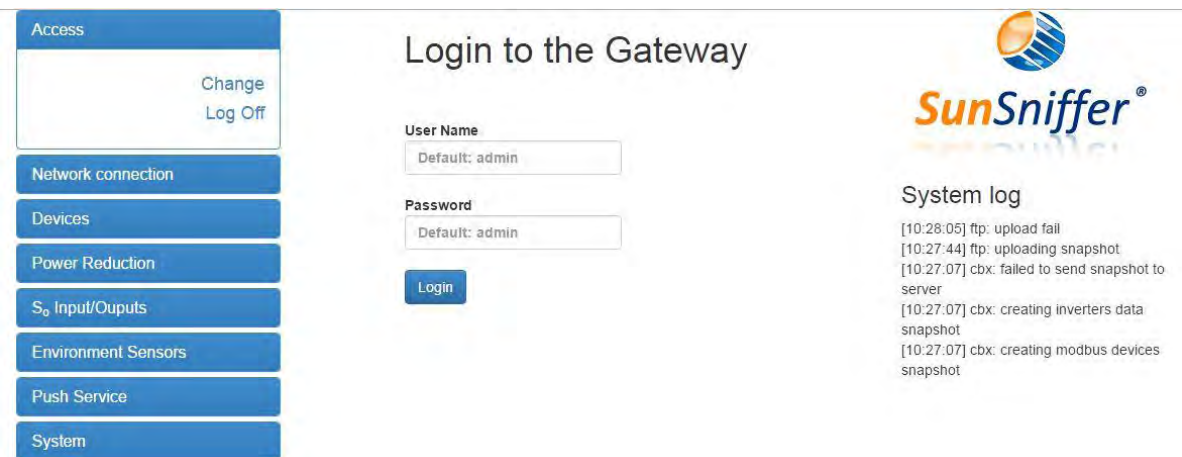 Access
Change
Log Off
Network connection
Devices
Power Reduction
S₀ Input/Ouputs
Environment Sensors
Push Service
System
Login to the Gateway
User Name
Default: admin
Password
Default: admin
Login
SunSniffer®
System log
[10:28:05] ftp: upload fail
[10:27:44] ftp: uploading snapshot
[10:27:07] cbx: failed to send snapshot to
server
[10:27:07] cbx: creating inverters data
snapshot
[10:27:07] cbx: creating modbus devices
snapshot